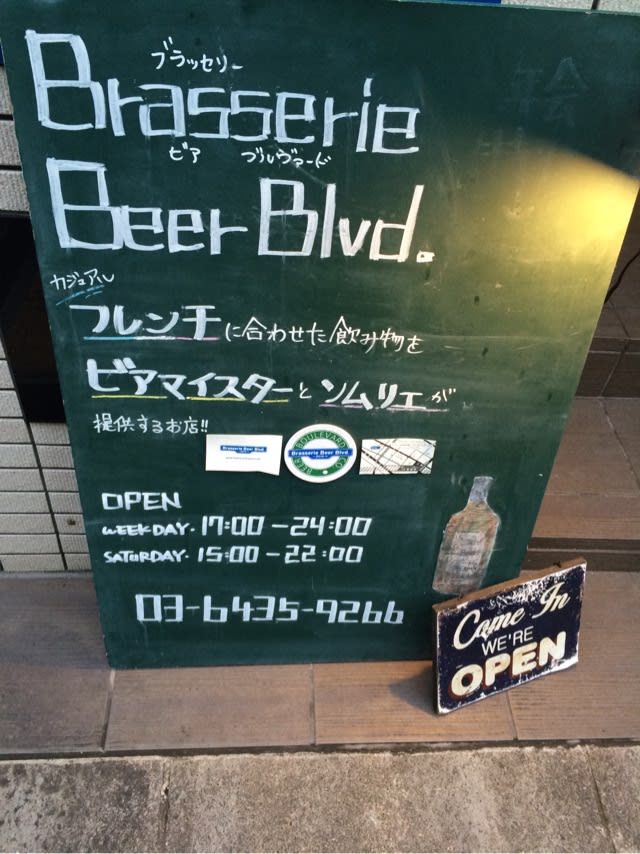 ブラッセリー
Brasserie
ビア ブルヴァード
Beer Blvd.
カジュアル
フレンチに合わせた飲み物を
ビアマイスターとソムリエが
提供するお店!!
Brasserie Beer Blvd.
BEER BOULEVARD CO
Brasserie Beer Blvd.
OPEN
WEEKDAY. 17:00-24:00
SATURDAY. 15:00-22:00
03-6435-9266
Come In
WE'RE
OPEN